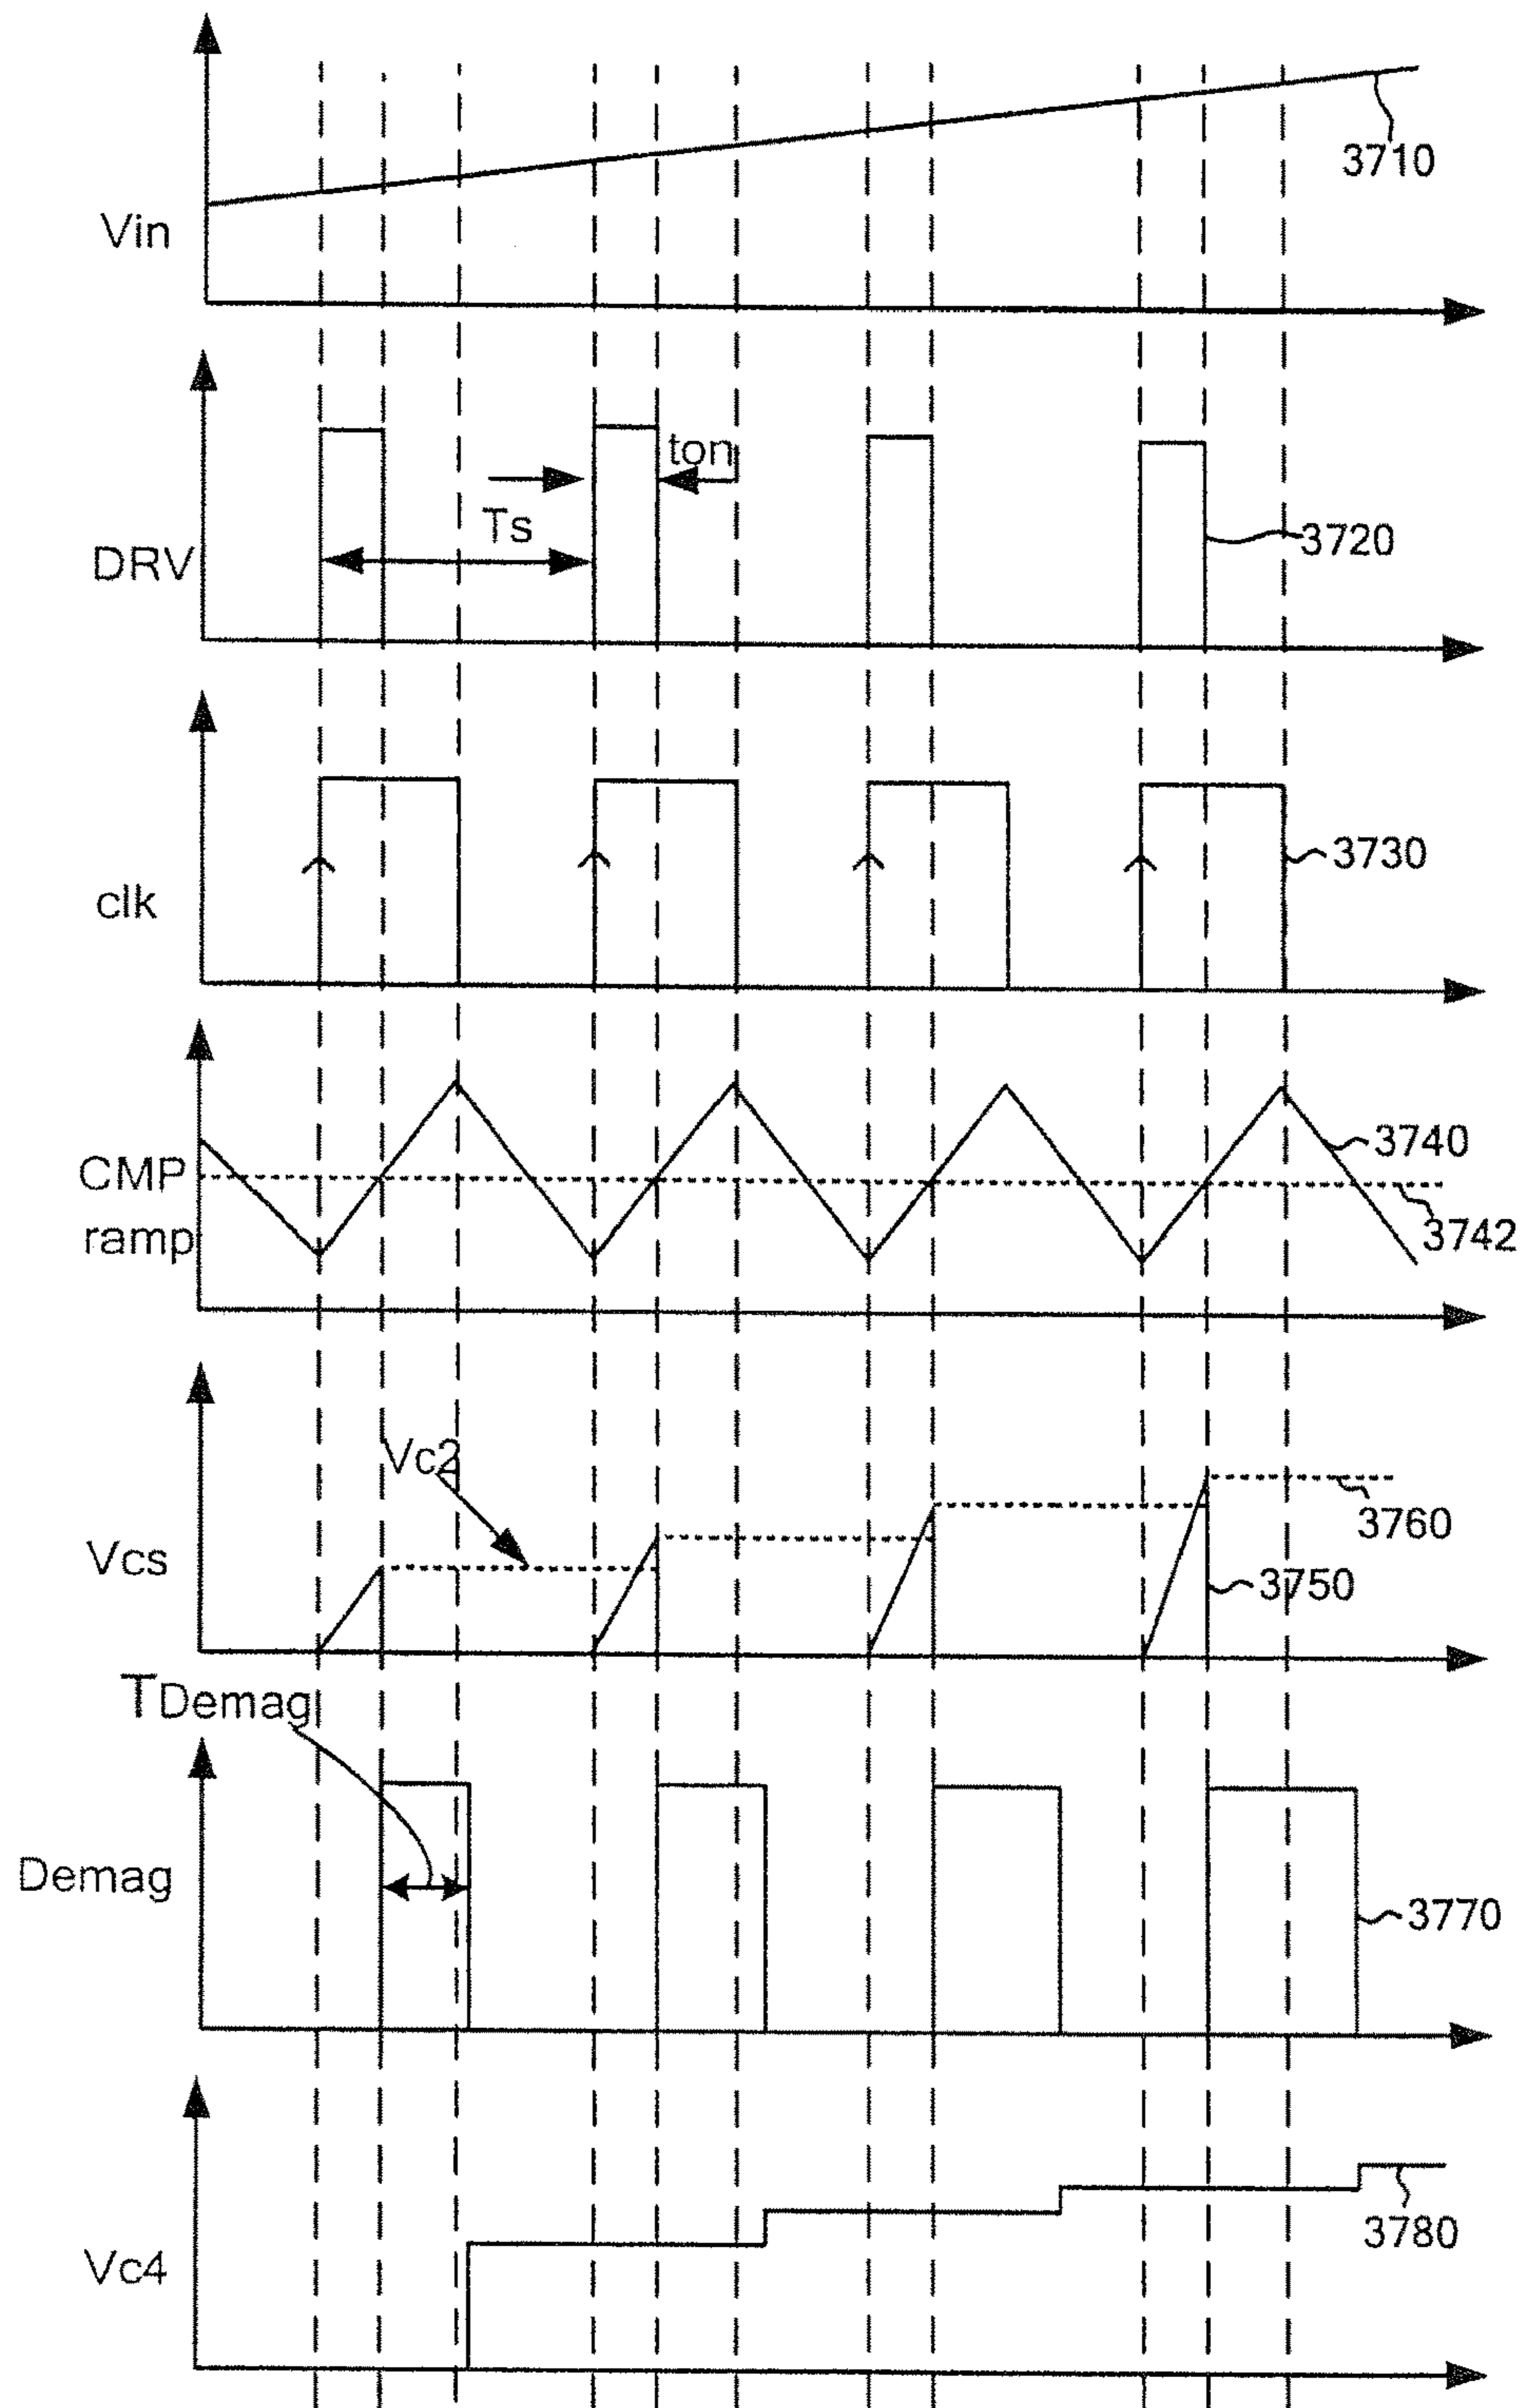 3710
Vin
ton
Ts
DRV
3720
3730
clk
3740
CMP
ramp
3742
Vc2
3760
Vcs
3750
TDemag
Demag
3770
3780
Vc4